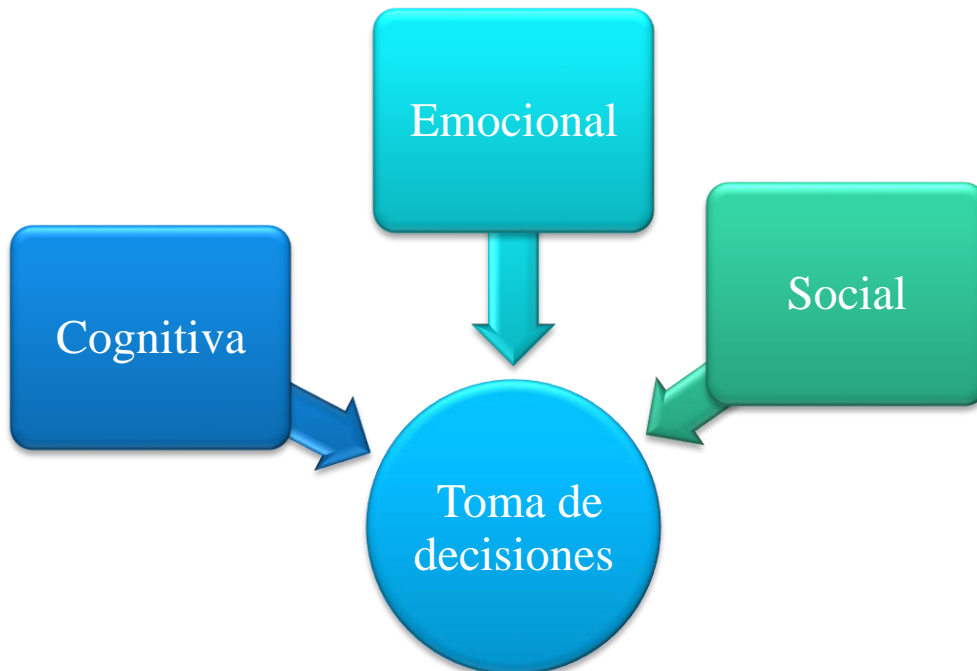 Emocional
Social
Cognitiva
Toma de
decisiones